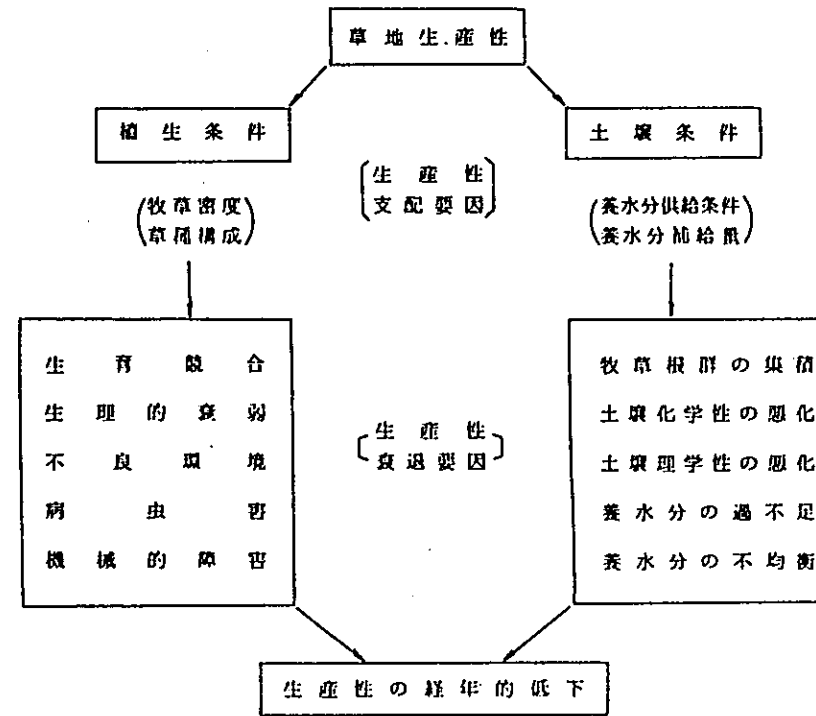 草地生産性
植生条件
土壌条件
生産性
支配要因
牧草密度
草種構成
養水分供給条件
養水分補給量
生育競合
生理的衰弱
不良環境
病虫害
機械的障害
生産性
衰退要因
牧草根群の集積
土壌化学性の悪化
土壌理学性の悪化
養水分の過不足
養水分の不均衡
生産性の経年的低下